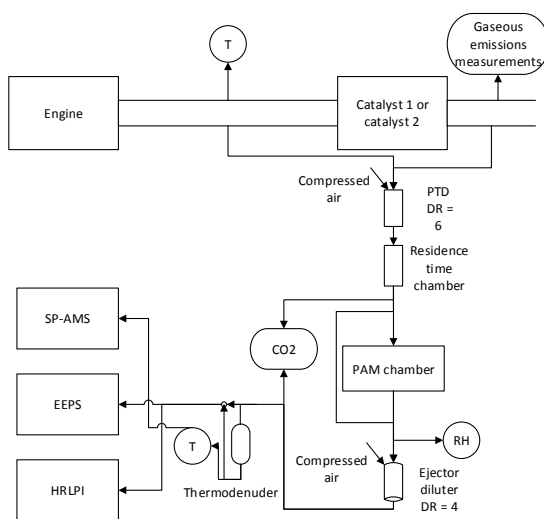 Gaseous
emissions
measurements
T
Engine
Catalyst 1 or
catalyst 2
Compressed
air
PTD
DR =
6
Residence
time
chamber
SP-AMS
CO2
PAM chamber
EEPS
T
RH
Compressed
air
Thermodenuder
Ejector
diluter
DR = 4
HRLPI